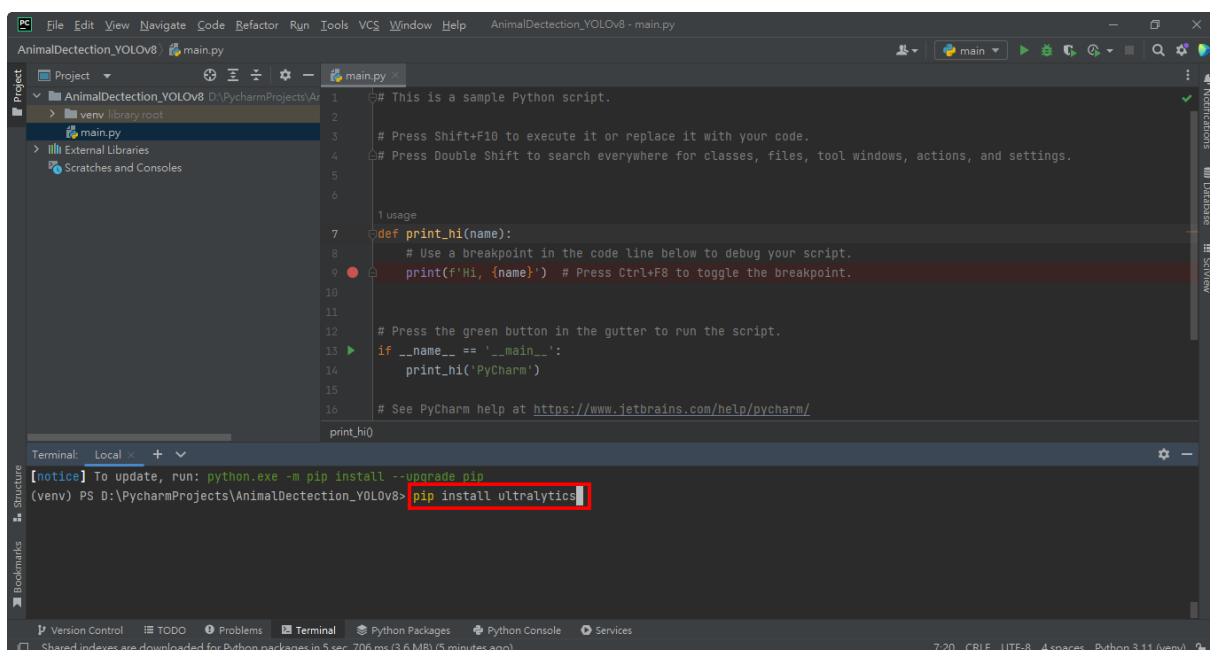 PC File Edit View Navigate Code Refactor Run Tools VCS Window Help AnimalDectection_YOLOv8 - main.py
AnimalDectection_YOLOv8 main.py main
Project
Project
main.py
AnimalDectection_YOLOv8 D:\PycharmProjects\Ar
venv library root
main.py
External Libraries
Scratches and Consoles
1 # This is a sample Python script.
2
3 # Press Shift+F10 to execute it or replace it with your code.
4 # Press Double Shift to search everywhere for classes, files, tool windows, actions, and settings.
5
6
1 usage
7 def print_hi(name):
8 # Use a breakpoint in the code line below to debug your script.
9 print(f'Hi, {name}') # Press Ctrl+F8 to toggle the breakpoint.
10
11
12 # Press the green button in the gutter to run the script.
13 if __name__ == '__main__':
14 print_hi('PyCharm')
15
16 # See PyCharm help at https://www.jetbrains.com/help/pycharm/
print_hi()
Notifications
Database
SciView
Terminal: Local
[notice] To update, run: python.exe -m pip install --upgrade pip
(venv) PS D:\PycharmProjects\AnimalDectection_YOLOv8> pip install ultralytics
Structure
Bookmarks
Version Control TODO Problems Terminal Python Packages Python Console Services
Shared indexes are downloaded for Python packages in 5 sec, 706 ms (3.6 MB) (5 minutes ago) 7:20 CRLF UTF-8 4 spaces Python 3.11 (venv)